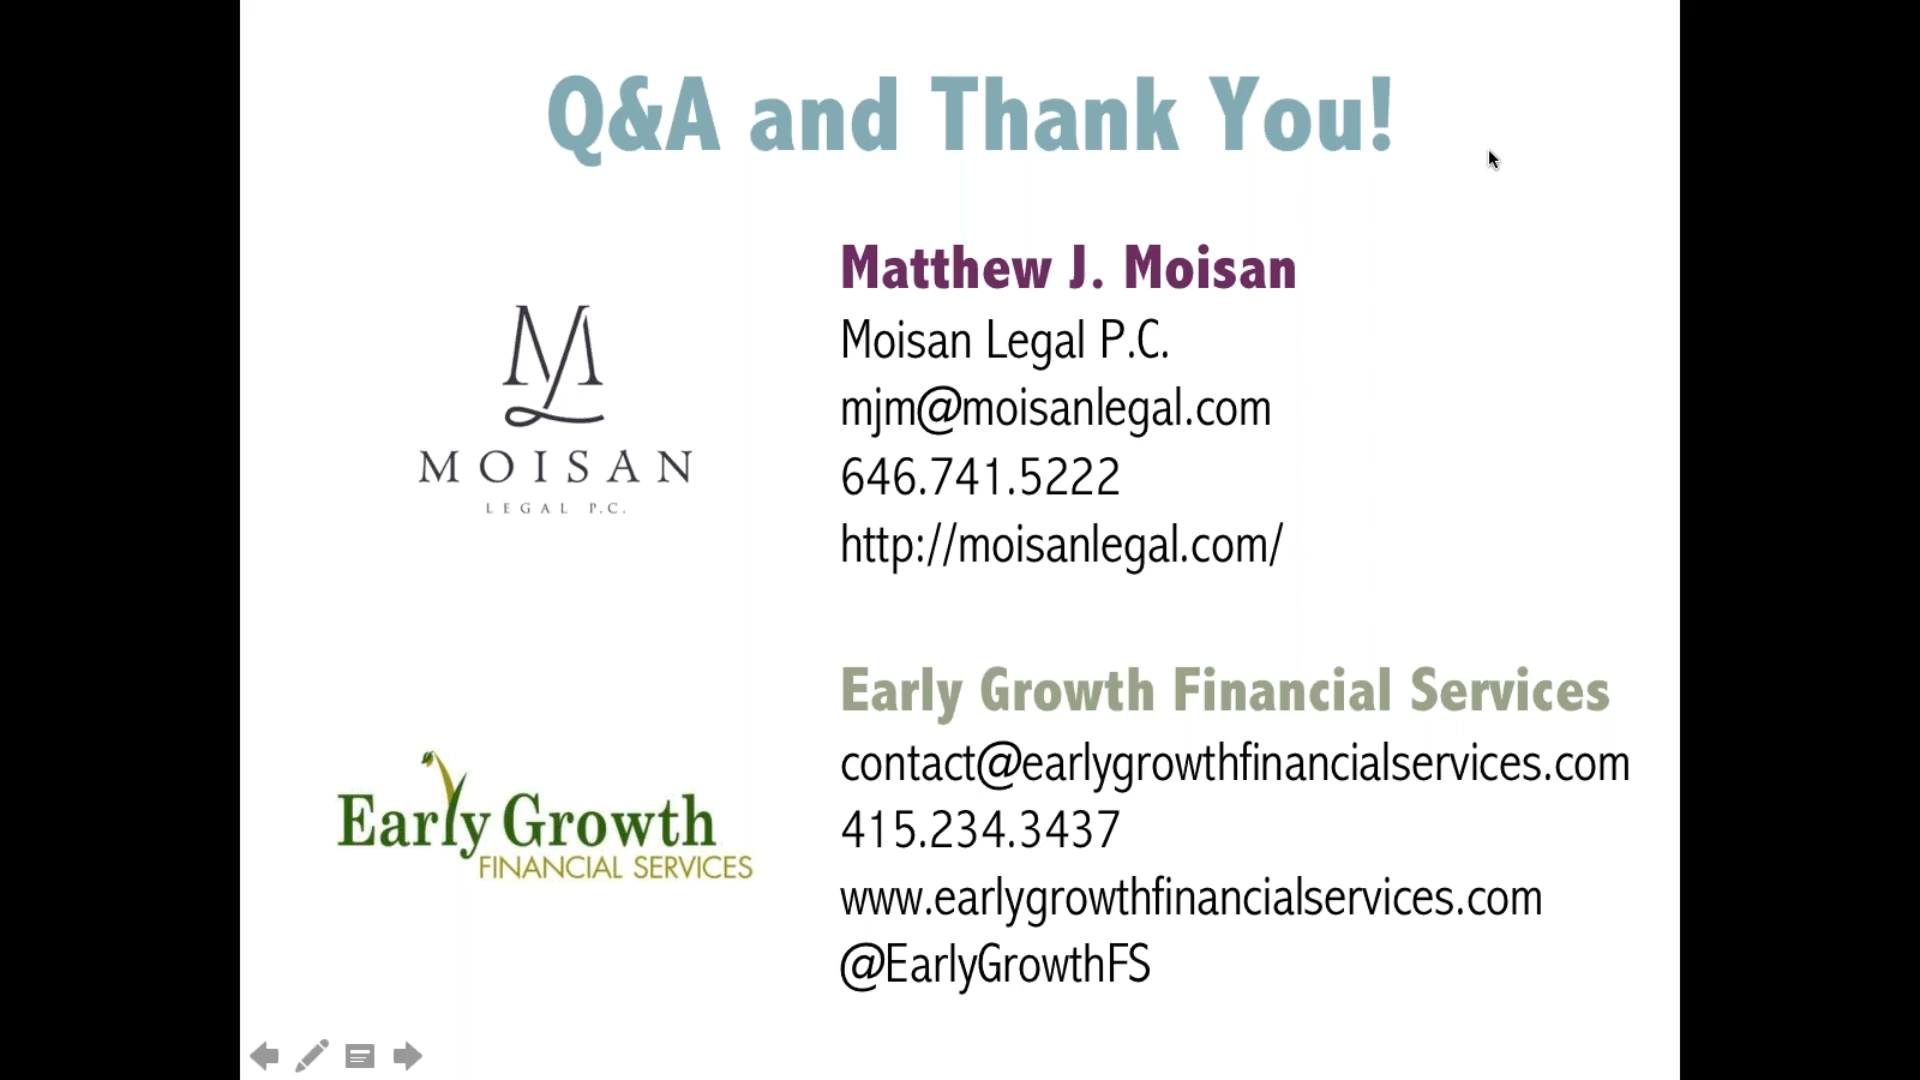 Q&A and Thank You!
Matthew J. Moisan
Moisan Legal P.C.
mjm@moisanlegal.com
646.741.5222
http://moisanlegal.com/
ML
MOISAN
LEGAL P.C.
Early Growth Financial Services
contact@earlygrowthfinancialservices.com
415.234.3437
www.earlygrowthfinancialservices.com
@EarlyGrowthFS
Early Growth
FINANCIAL SERVICES